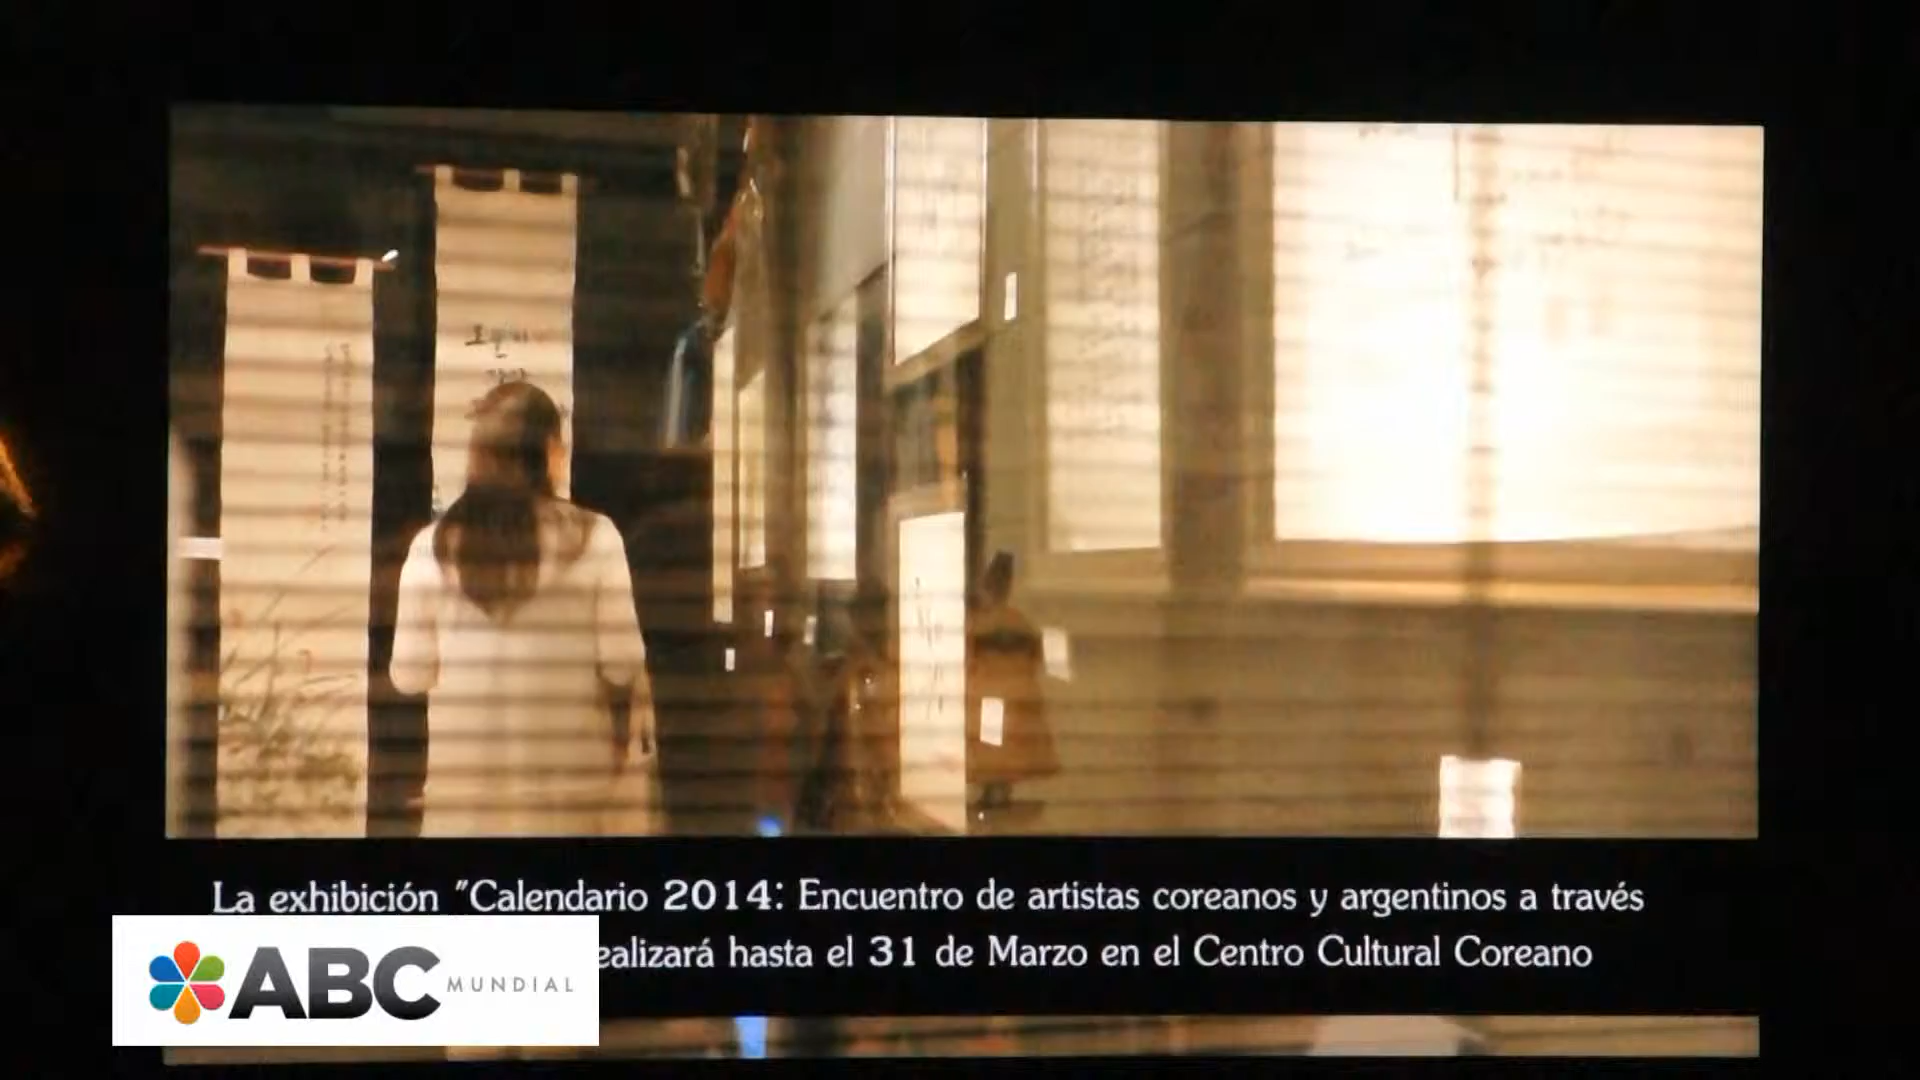 La exhibición "Calendario 2014: Encuentro de artistas coreanos y argentinos a través
ealizará hasta el 31 de Marzo en el Centro Cultural Coreano
ABC MUNDIAL